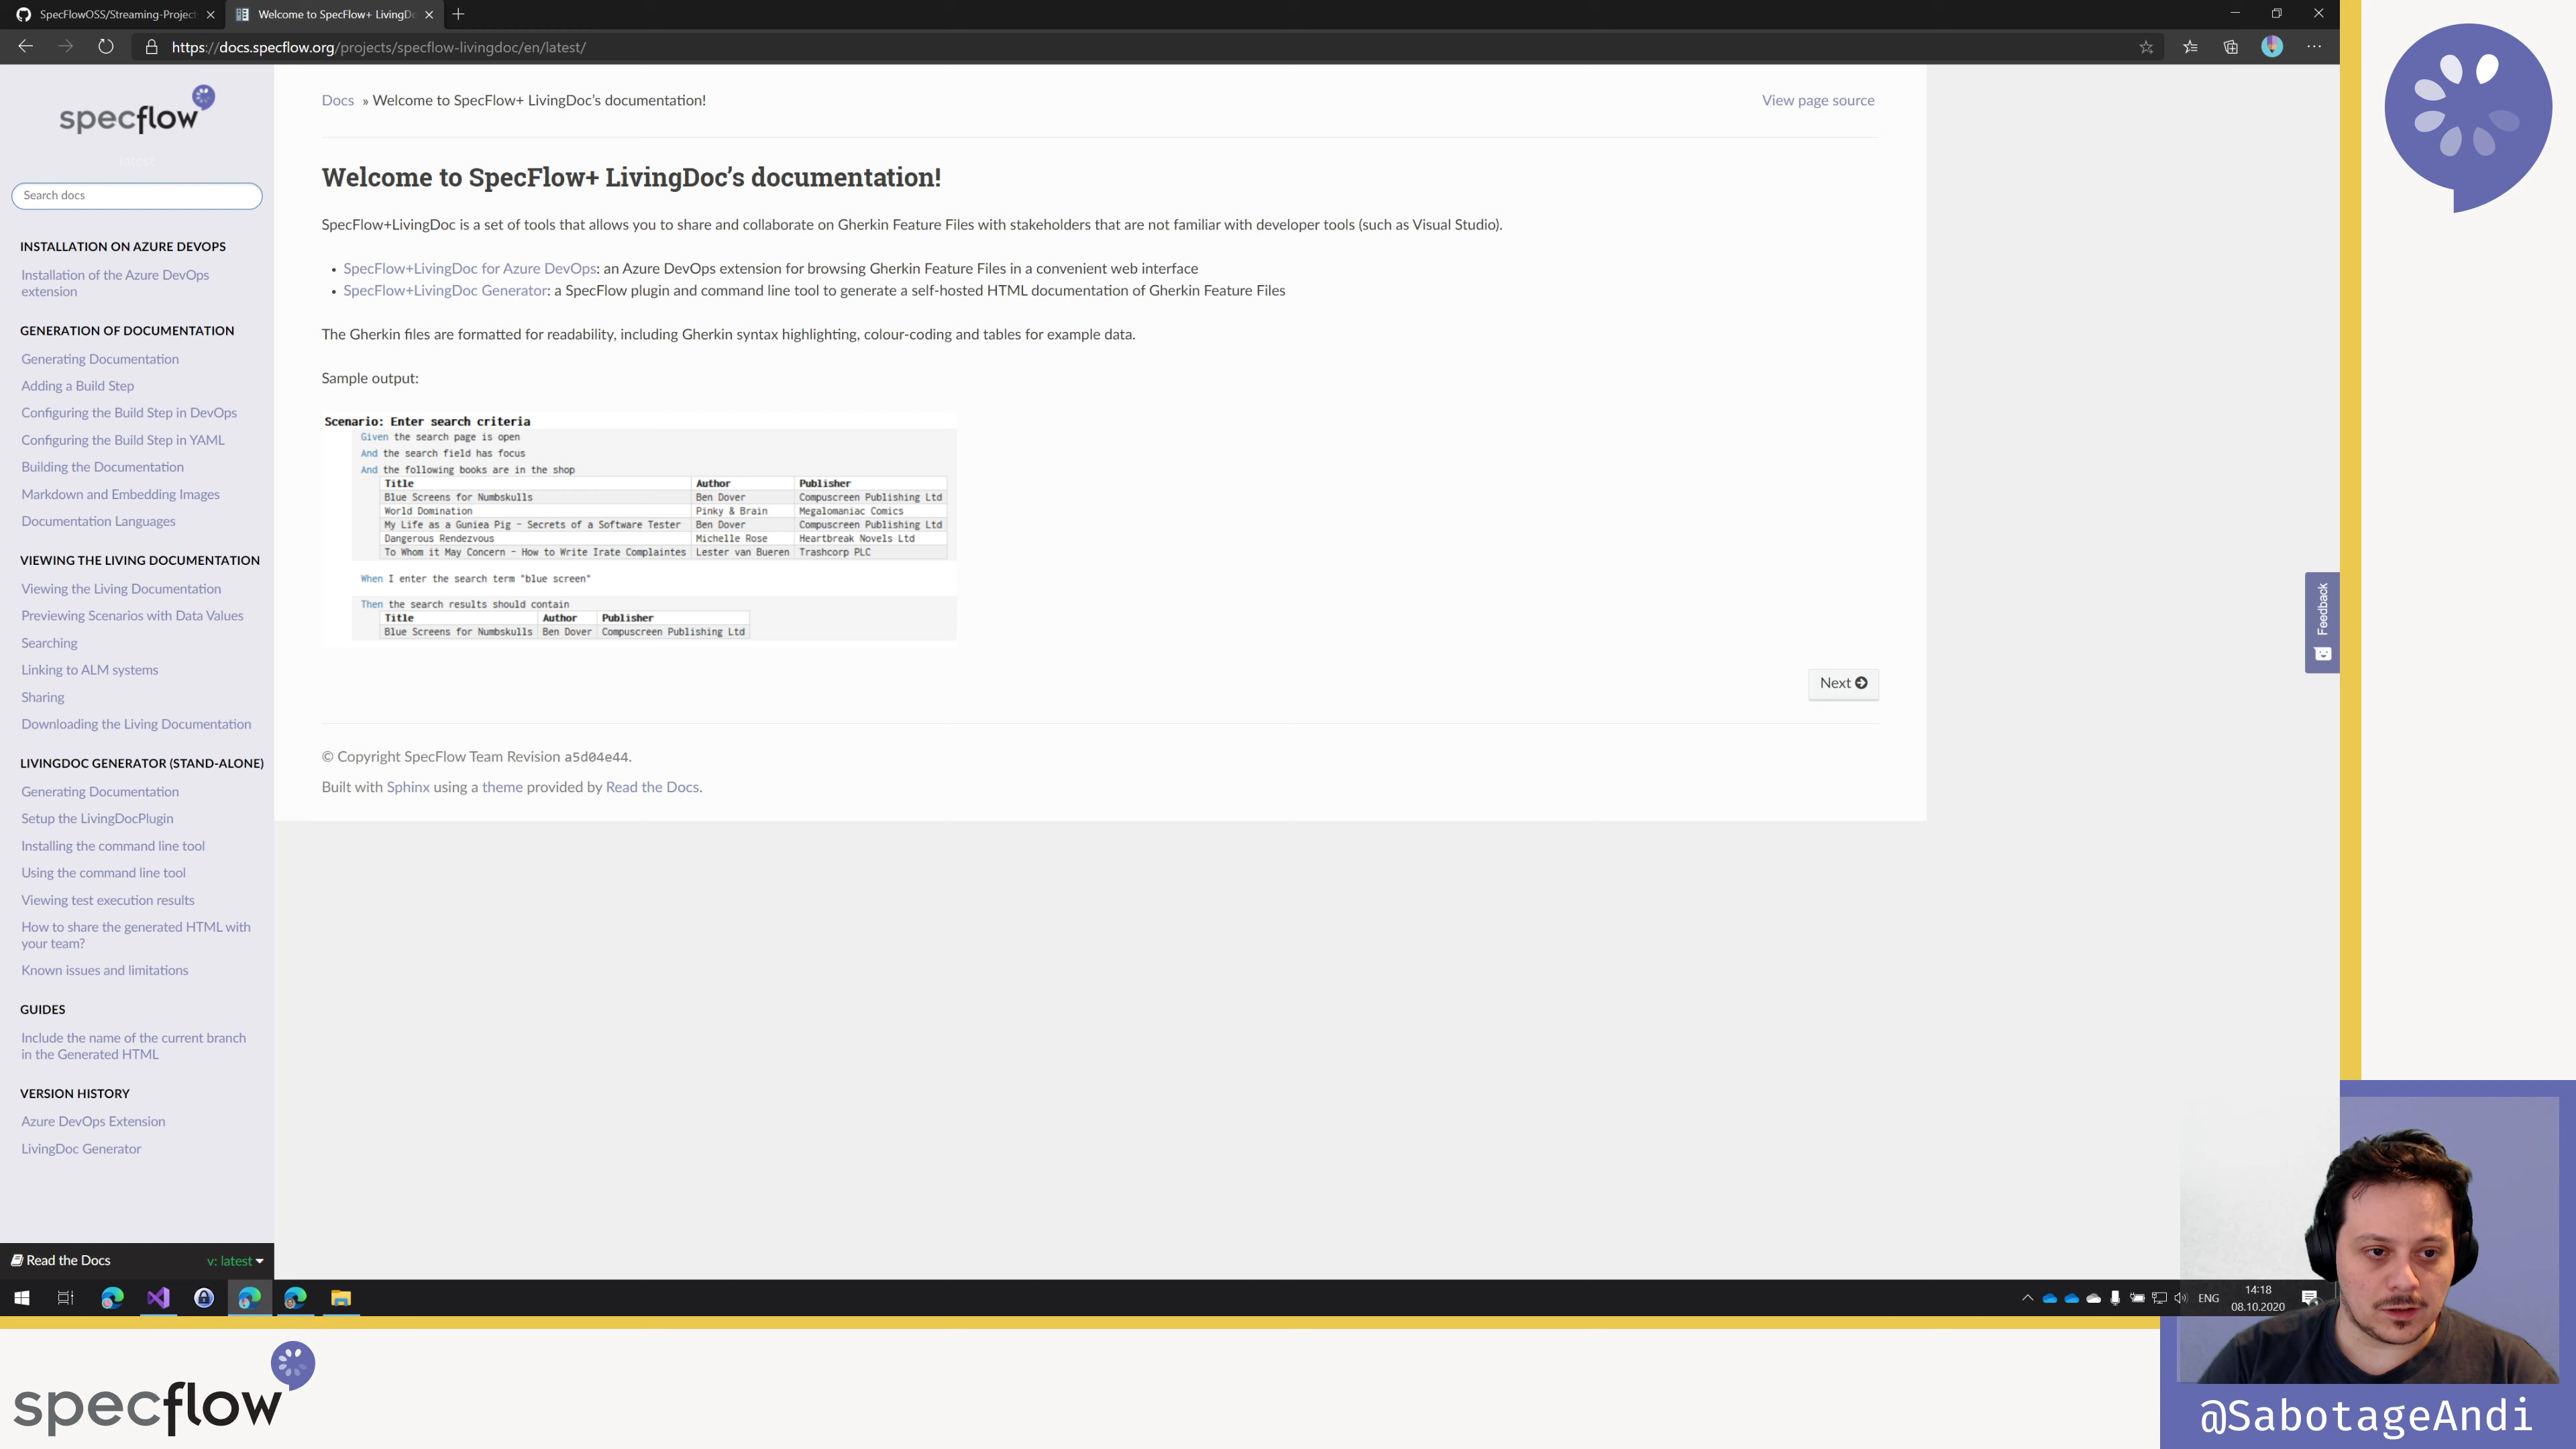 SpecFlowOSS/Streaming-Project:
Welcome to SpecFlow+ LivingDo
https://docs.specflow.org/projects/specflow-livingdoc/en/latest/
specflow
latest
Search docs
INSTALLATION ON AZURE DEVOPS
Installation of the Azure DevOps
extension
GENERATION OF DOCUMENTATION
Generating Documentation
Adding a Build Step
Configuring the Build Step in DevOps
Configuring the Build Step in YAML
Building the Documentation
Markdown and Embedding Images
Documentation Languages
VIEWING THE LIVING DOCUMENTATION
Viewing the Living Documentation
Previewing Scenarios with Data Values
Searching
Linking to ALM systems
Sharing
Downloading the Living Documentation
LIVINGDOC GENERATOR (STAND-ALONE)
Generating Documentation
Setup the LivingDocPlugin
Installing the command line tool
Using the command line tool
Viewing test execution results
How to share the generated HTML with
your team?
Known issues and limitations
GUIDES
Include the name of the current branch
in the Generated HTML
VERSION HISTORY
Azure DevOps Extension
LivingDoc Generator
Read the Docs v: latest
Docs » Welcome to SpecFlow+ LivingDoc's documentation!
View page source
Welcome to SpecFlow+ LivingDoc's documentation!
SpecFlow+LivingDoc is a set of tools that allows you to share and collaborate on Gherkin Feature Files with stakeholders that are not familiar with developer tools (such as Visual Studio).
• SpecFlow+LivingDoc for Azure DevOps: an Azure DevOps extension for browsing Gherkin Feature Files in a convenient web interface
• SpecFlow+LivingDoc Generator: a SpecFlow plugin and command line tool to generate a self-hosted HTML documentation of Gherkin Feature Files
The Gherkin files are formatted for readability, including Gherkin syntax highlighting, colour-coding and tables for example data.
Sample output:
Scenario: Enter search criteria
Given the search page is open
And the search field has focus
And the following books are in the shop
Title Author Publisher
Blue Screens for Numbskulls Ben Dover Compuscreen Publishing Ltd
World Domination Pinky & Brain Megalomaniac Comics
My Life as a Guniea Pig - Secrets of a Software Tester Ben Dover Compuscreen Publishing Ltd
Dangerous Rendezvous Michelle Rose Heartbreak Novels Ltd
To Whom it May Concern - How to Write Irate Complaintes Lester van Bueren Trashcorp PLC
When I enter the search term "blue screen"
Then the search results should contain
Title Author Publisher
Blue Screens for Numbskulls Ben Dover Compuscreen Publishing Ltd
Next
© Copyright SpecFlow Team Revision a5d04e44.
Built with Sphinx using a theme provided by Read the Docs.
Feedback
ENG
14:18
08.10.2020
specflow
@SabotageAndi